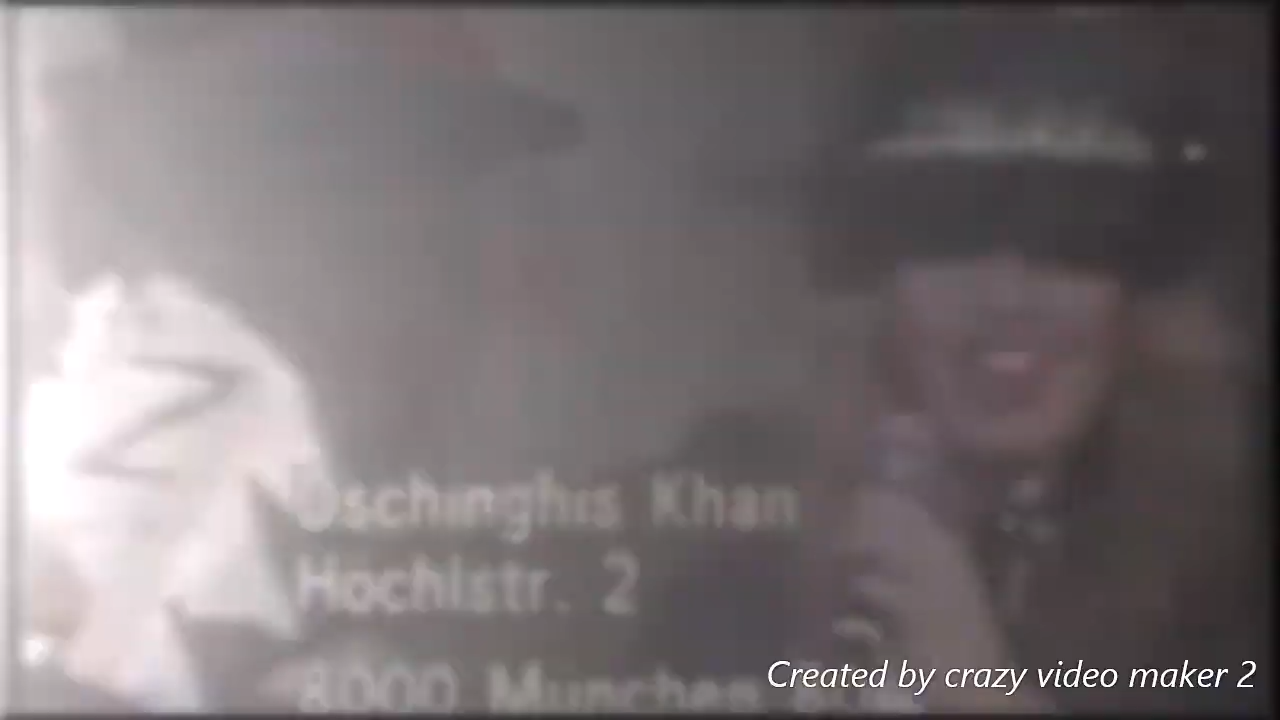 Z
Dschinghis Khan
Hochlstr. 2
8000 Munchen
Created by crazy video maker 2